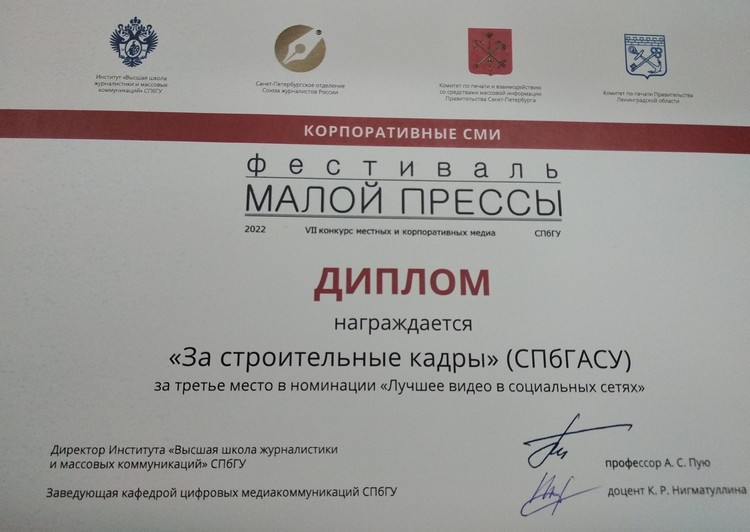 Институт «Высшая школа
журналистики и массовых
коммуникаций» СПбГУ
Санкт-Петербургское отделение
Союза журналистов России
Комитет по печати и взаимодействию
со средствами массовой информации
Правительства Санкт-Петербурга
Комитет по печати Правительства
Ленинградской области
КОРПОРАТИВНЫЕ СМИ
фестиваль
МАЛОЙ ПРЕССЫ
2022 VII конкурс местных и корпоративных медиа СПбГУ
ДИПЛОМ
награждается
«За строительные кадры» (СПбГАСУ)
за третье место в номинации «Лучшее видео в социальных сетях»
Директор Института «Высшая школа журналистики
и массовых коммуникаций» СПбГУ
профессор А. С. Пую
Заведующая кафедрой цифровых медиакоммуникаций СПбГУ
доцент К. Р. Нигматуллина